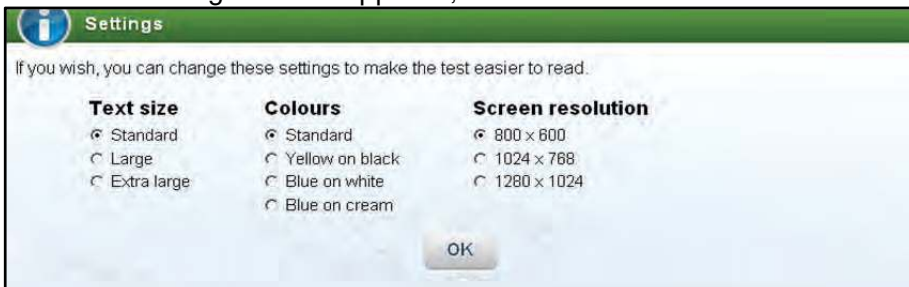 Settings
If you wish, you can change these settings to make the test easier to read.
Text size Colours Screen resolution
Standard Standard 800 x 600
Large Yellow on black 1024 x 768
Extra large Blue on white 1280 x 1024
Blue on cream
OK